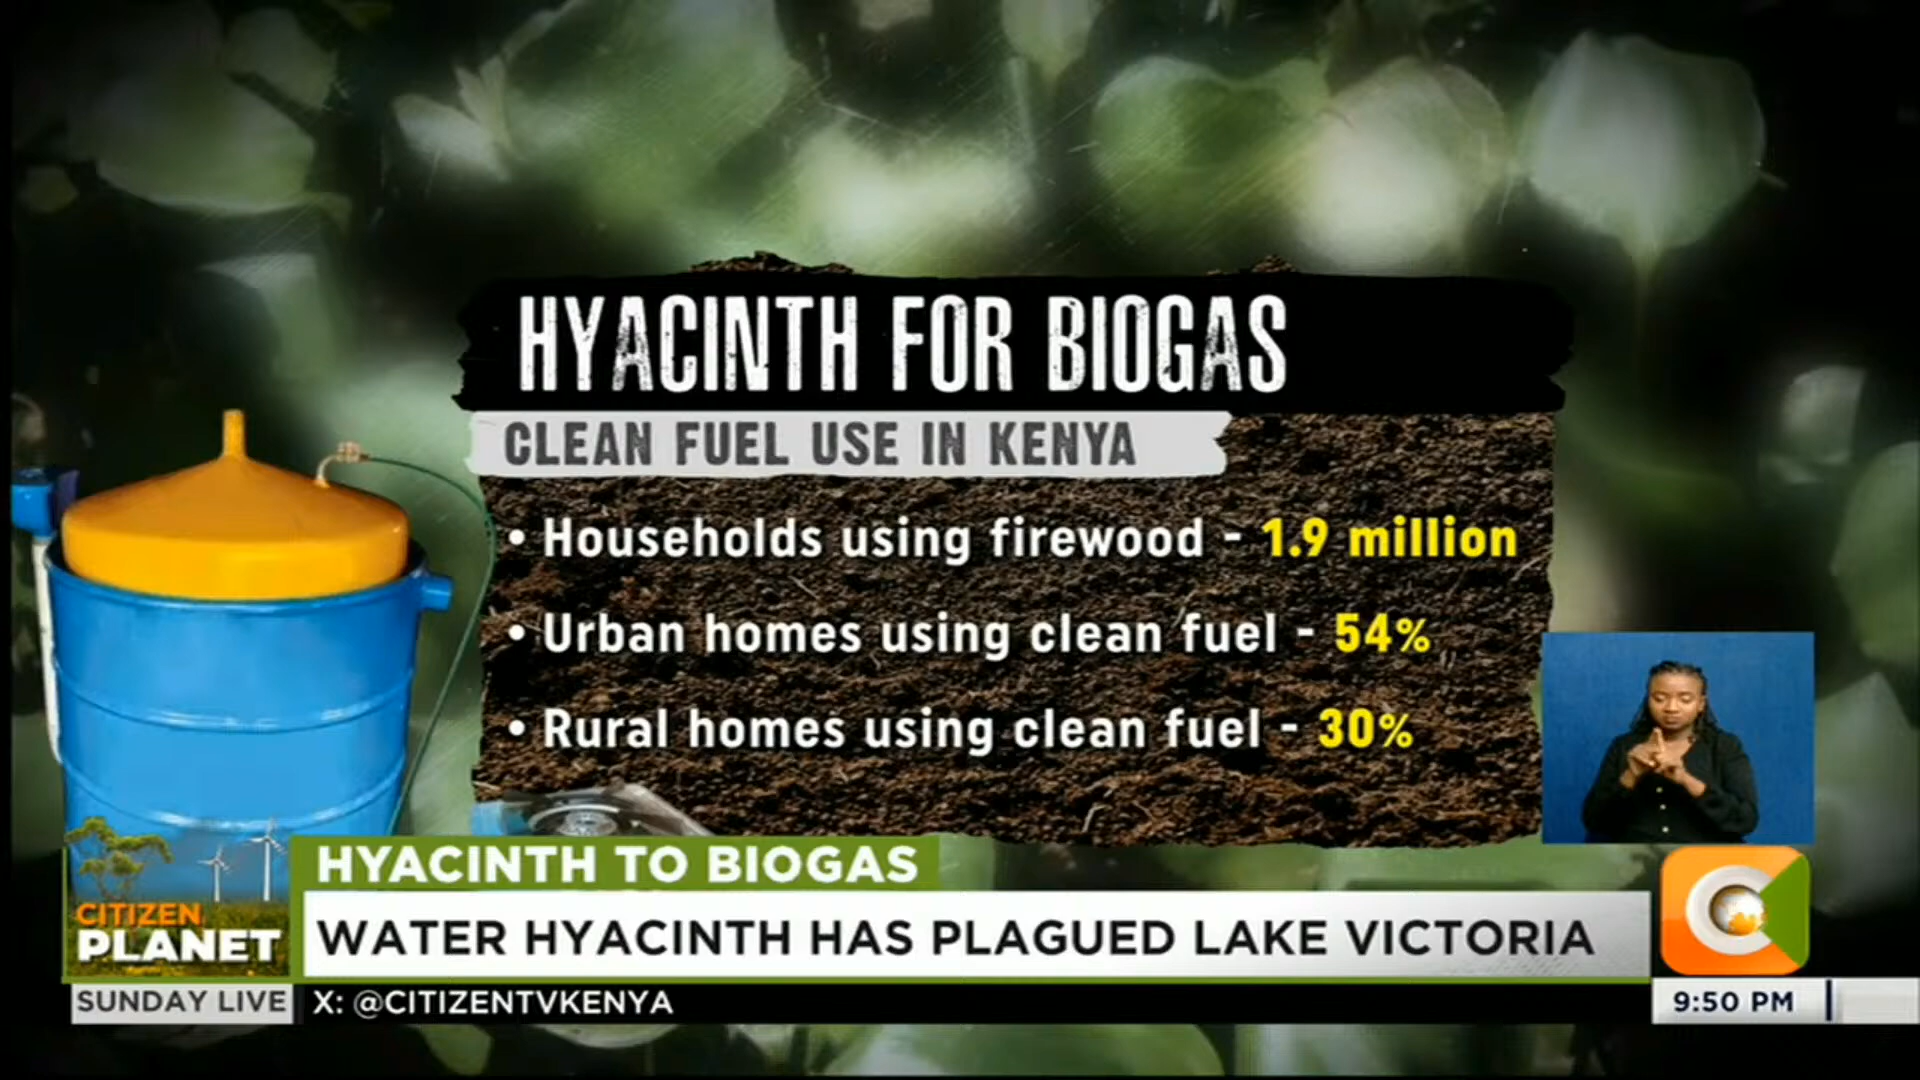 HYACINTH FOR BIOGAS
CLEAN FUEL USE IN KENYA
• Households using firewood - 1.9 million
• Urban homes using clean fuel - 54%
• Rural homes using clean fuel - 30%
HYACINTH TO BIOGAS
CITIZEN
PLANET
WATER HYACINTH HAS PLAGUED LAKE VICTORIA
SUNDAY LIVE
X: @CITIZENTVKENYA
9:50 PM